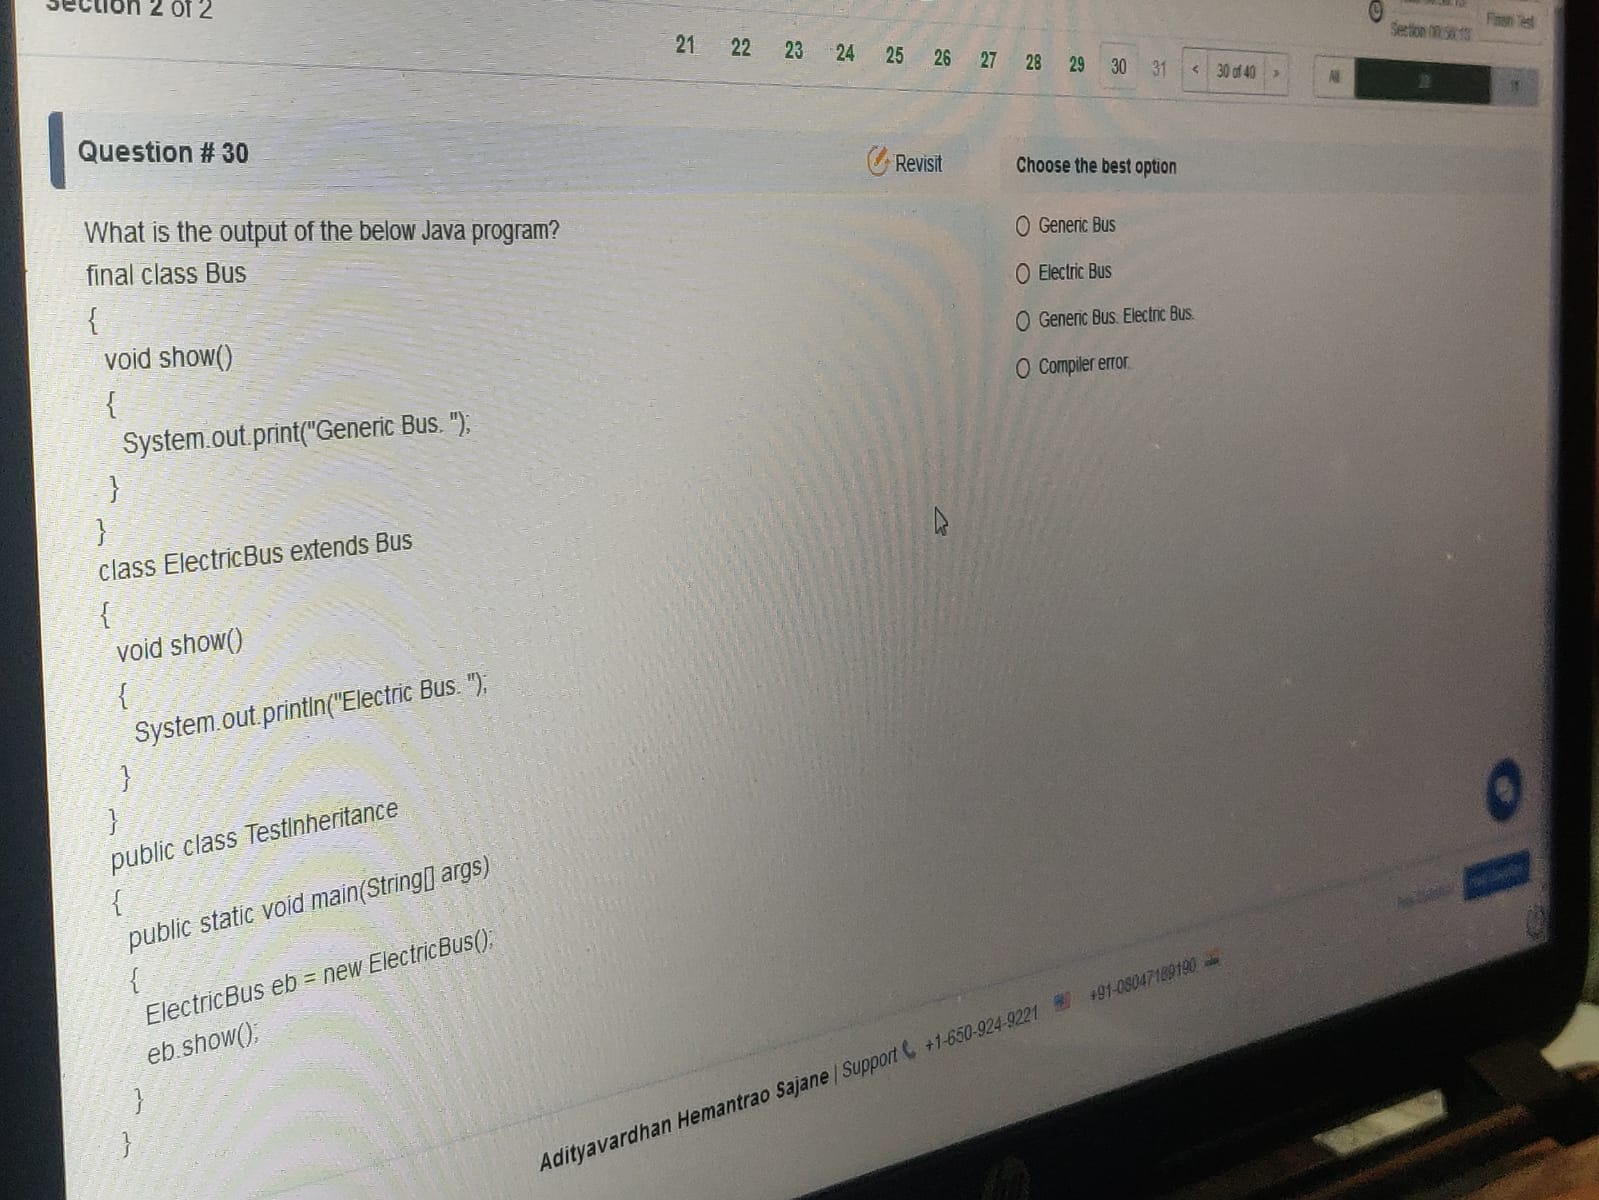 Section 2 of 2
21 22 23 24 25 26 27 28 29 30 31 < 30 of 40 > All
Finish Test
Question # 30
Revisit
Choose the best option
What is the output of the below Java program?
final class Bus
{
void show()
{
System.out.print("Generic Bus. ");
}
}
class ElectricBus extends Bus
{
void show()
{
System.out.println("Electric Bus. ");
}
}
public class TestInheritance
{
public static void main(String[] args)
{
ElectricBus eb = new ElectricBus();
eb.show();
}
}
Generic Bus
Electric Bus
Generic Bus. Electric Bus.
Compiler error.
Adityavardhan Hemantrao Sajane | Support +1-650-924-9221 +91-08047189190